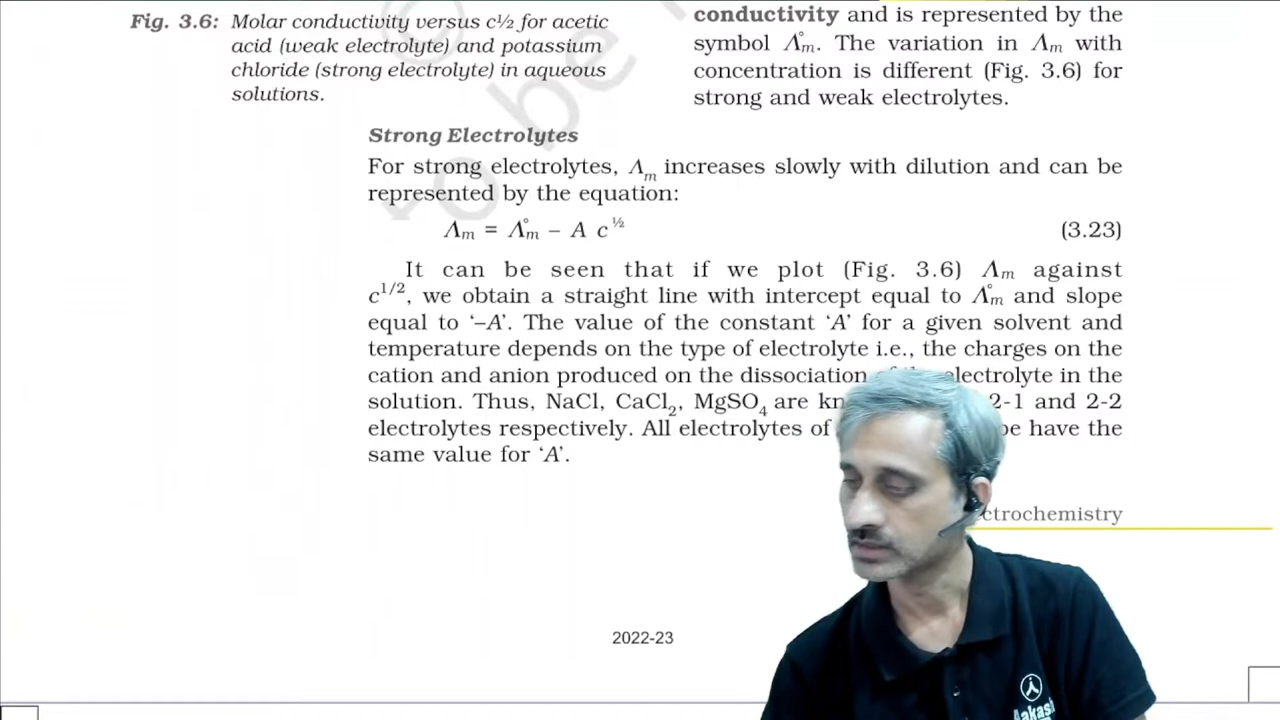 Fig. 3.6: Molar conductivity versus c½ for acetic
acid (weak electrolyte) and potassium
chloride (strong electrolyte) in aqueous
solutions.
conductivity and is represented by the
symbol Λ°m. The variation in Λm with
concentration is different (Fig. 3.6) for
strong and weak electrolytes.
Strong Electrolytes
For strong electrolytes, Λm increases slowly with dilution and can be
represented by the equation:
Λm = Λ°m – A c½ (3.23)
It can be seen that if we plot (Fig. 3.6) Λm against
c1/2, we obtain a straight line with intercept equal to Λ°m and slope
equal to ‘–A’. The value of the constant ‘A’ for a given solvent and
temperature depends on the type of electrolyte i.e., the charges on the
cation and anion produced on the dissociation electrolyte in the
solution. Thus, NaCl, CaCl2, MgSO4 are 2-1 and 2-2
electrolytes respectively. All electrolytes of have the
same value for ‘A’.
2022-23
Aakash
o be